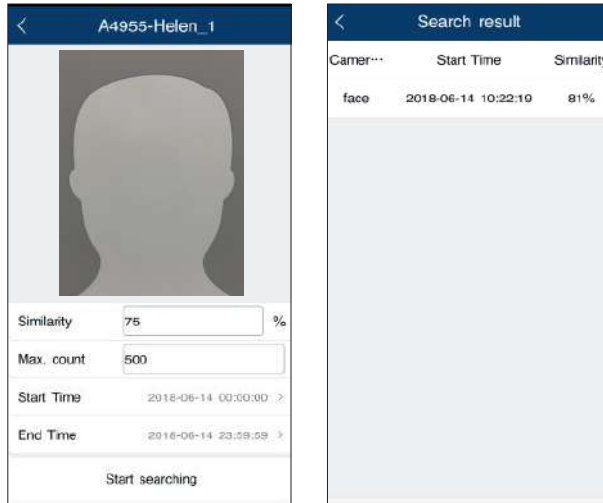 A4955-Helen_1
Similarity 75 %
Max. count 500
Start Time 2018-06-14 00:00:00 >
End Time 2018-06-14 23:59:59 >
Start searching
Search result
Camer··· Start Time Similarity
face 2018-06-14 10:22:19 81%